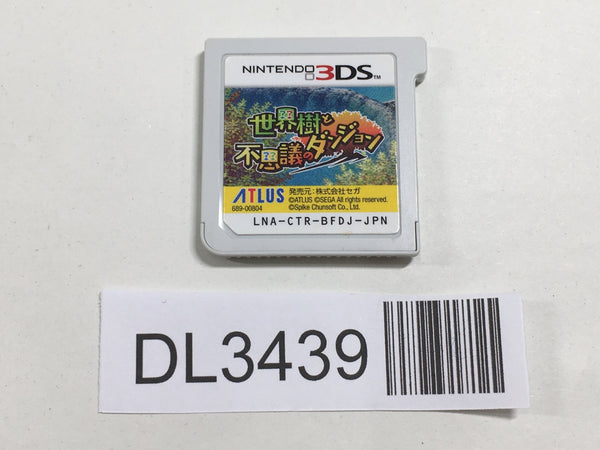 NINTENDO 3DS™
世界樹と
不思議のダンジョン
ATLUS
689-00804
発売元:株式会社セガ
©ATLUS ©SEGA All rights reserved.
©Spike Chunsoft Co., Ltd.
LNA-CTR-BFDJ-JPN
DL3439